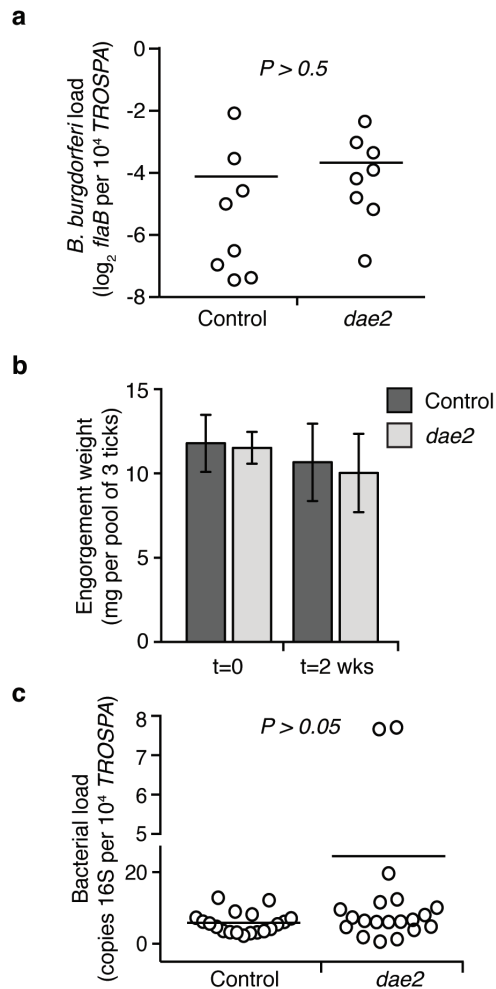 a
B. burgdorferi load
(log₂ flaB per 10⁴ TROSPA)
0
-2
-4
-6
-8
P > 0.5
Control
dae2
b
Engorgement weight
(mg per pool of 3 ticks)
15
10
5
0
Control
dae2
t=0
t=2 wks
c
Bacterial load
(copies 16S per 10⁴ TROSPA)
8
7
6
5
20
0
P > 0.05
Control
dae2